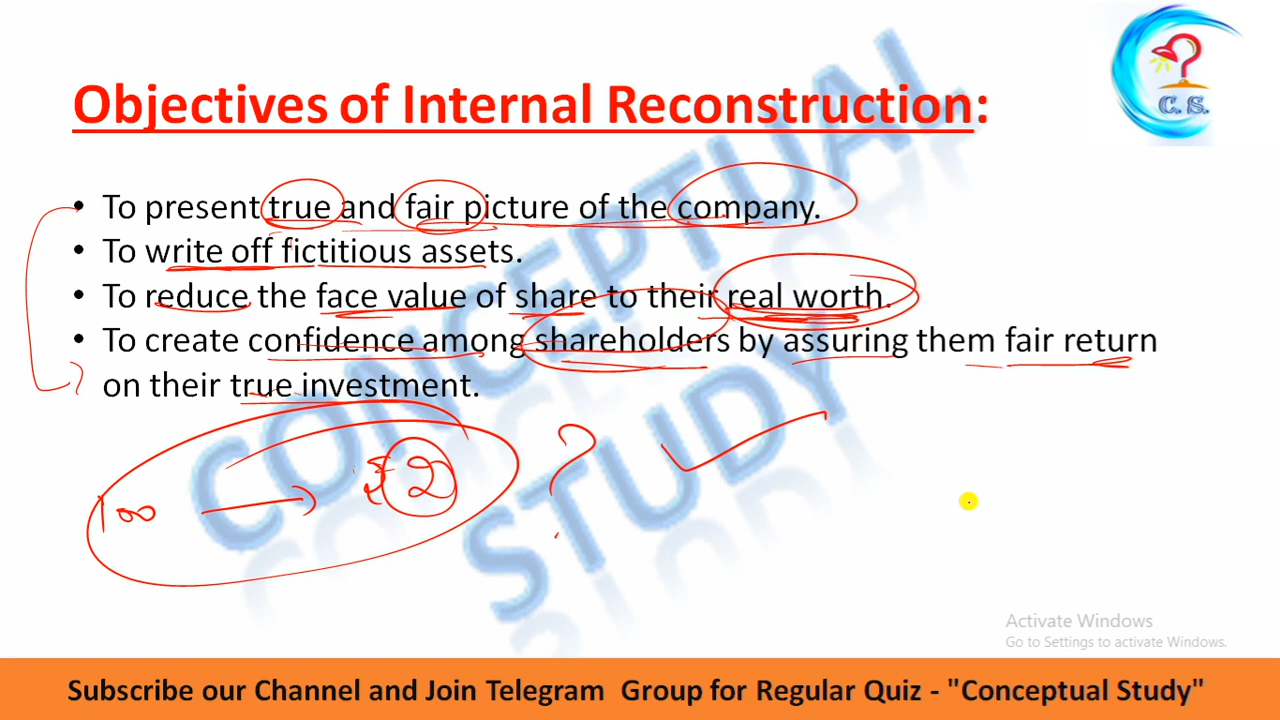 Objectives of Internal Reconstruction:
C. S.
• To present true and fair picture of the company.
• To write off fictitious assets.
• To reduce the face value of share to their real worth.
• To create confidence among shareholders by assuring them fair return
on their true investment.
100 → ₹ 2 ?
CONCEPTUAL
STUDY
Activate Windows
Go to Settings to activate Windows.
Subscribe our Channel and Join Telegram Group for Regular Quiz - "Conceptual Study"